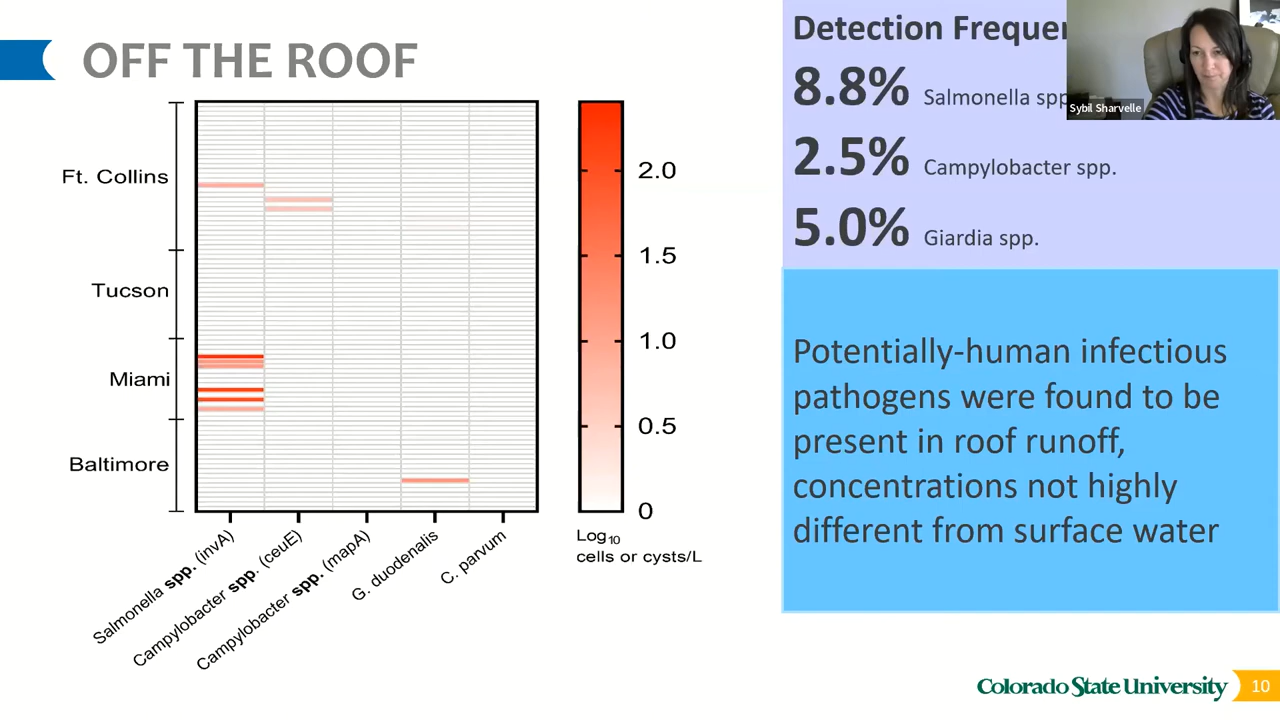 OFF THE ROOF
Ft. Collins
Tucson
Miami
Baltimore
Salmonella spp. (invA)
Campylobacter spp. (ceuE)
Campylobacter spp. (mapA)
G. duodenalis
C. parvum
2.0
1.5
1.0
0.5
0
Log10
cells or cysts/L
Detection
8.8% Salmonella
2.5% Campylobacter spp.
5.0% Giardia spp.
Sybil Sharvelle
Potentially-human infectious
pathogens were found to be
present in roof runoff,
concentrations not highly
different from surface water
Colorado State University
10